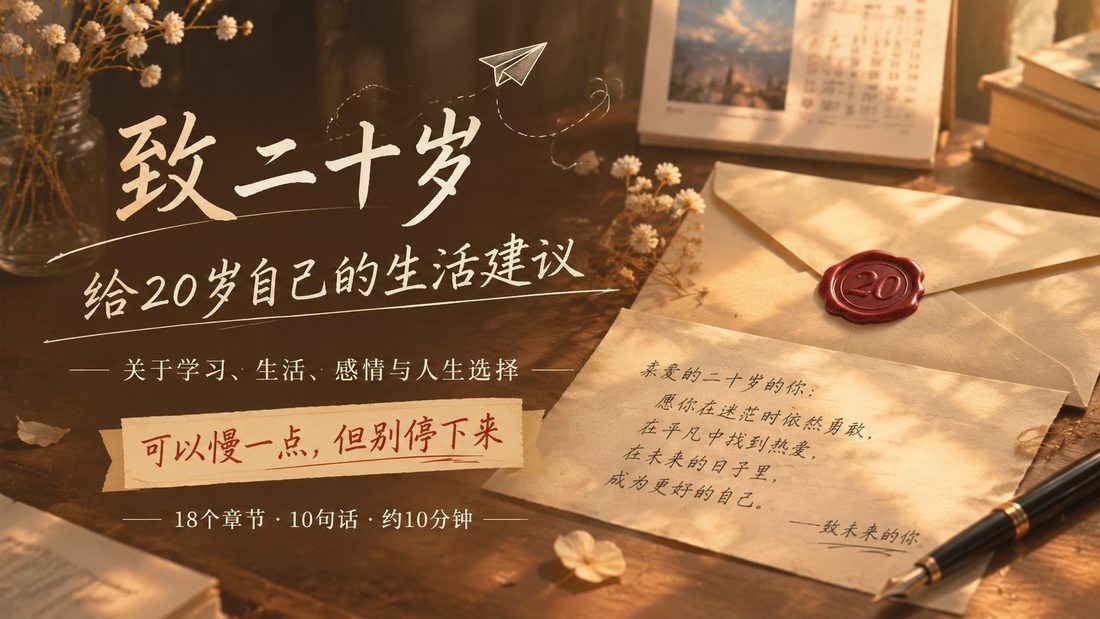 致二十岁
给20岁自己的生活建议
关于学习、生活、感情与人生选择
可以慢一点，但别停下来
18个章节·10句话·约10分钟
20
亲爱的二十岁的你：
愿你在迷茫时依然勇敢，
在平凡中找到热爱，
在未来的日子里，
成为更好的自己。
——致未来的你